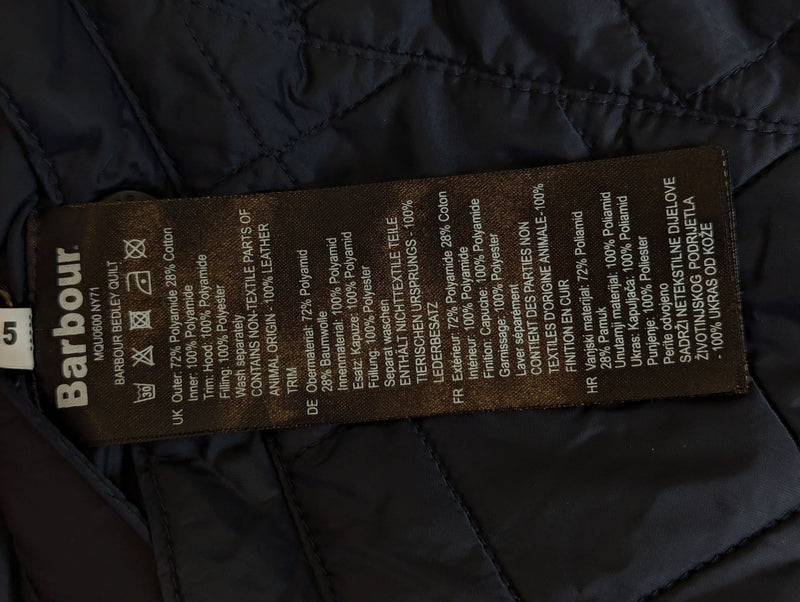 Barbour
MQU0600 NY71
BARBOUR BEDLEY QUILT
30
UK Outer: 72% Polyamide 28% Cotton
Inner: 100% Polyamide
Trim: Hood: 100% Polyamide
Filling: 100% Polyester
Wash separately
CONTAINS NON-TEXTILE PARTS OF
ANIMAL ORIGIN - 100% LEATHER
TRIM
DE Obermaterial: 72% Polyamid
28% Baumwolle
Innenmaterial: 100% Polyamid
Esatz: Kapuze: 100% Polyamid
Füllung: 100% Polyester
Separat waschen
ENTHÄLT NICHTTEXTILE TEILE
TIERISCHEN URSPRUNGS - 100%
LEDERBESATZ
FR Extérieur: 72% Polyamide 28% Coton
Intérieur: 100% Polyamide
Finition: Capuate: 100% Polyamide
Garnissage: 100% Polyester
Laver séparément
CONTIENT DES PARTIES NON
TEXTILES D'ORIGINE ANIMALE- 100%
FINITION EN CUIR
HR Vanjski materijal: 72% Poliamid
28% Pamuk
Unutarnji materijal: 100% Poliamid
Ukras: Kapuljača: 100% Poliamid
Punjenje: 100% Poliester
Perite odvojeno
SADRŽI NETEKSTILNE DIJELOVE
ŽIVOTINJSKOG PODRIJETLA
- 100% UKRAS OD KOŽE
5